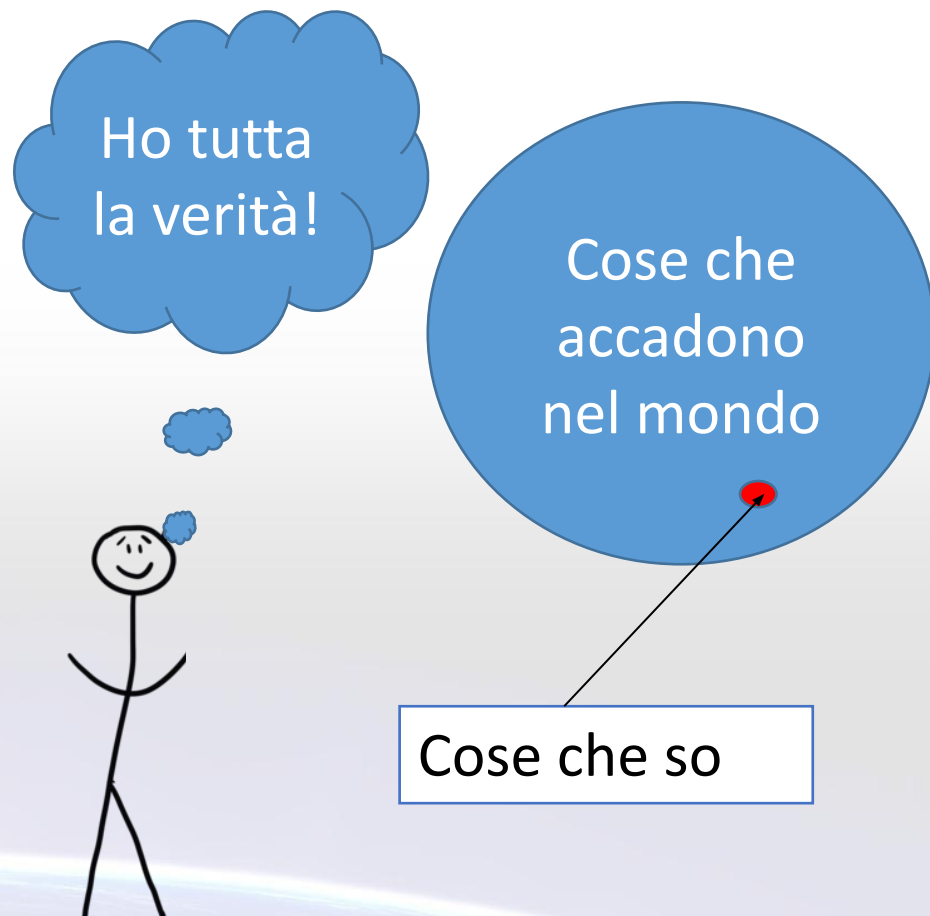 Ho tutta
la verità!
Cose che
accadono
nel mondo
Cose che so